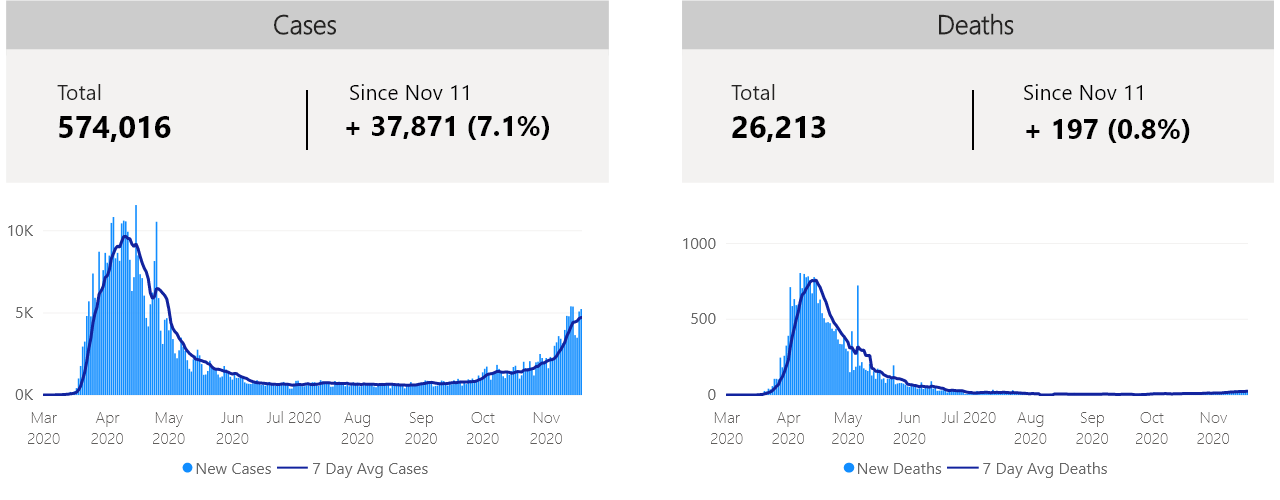 Cases
Total
574,016
Since Nov 11
+ 37,871 (7.1%)
10K
5K
0K
Mar 2020
Apr 2020
May 2020
Jun 2020
Jul 2020
Aug 2020
Sep 2020
Oct 2020
Nov 2020
New Cases
7 Day Avg Cases
Deaths
Total
26,213
Since Nov 11
+ 197 (0.8%)
1000
500
0
Mar 2020
Apr 2020
May 2020
Jun 2020
Jul 2020
Aug 2020
Sep 2020
Oct 2020
Nov 2020
New Deaths
7 Day Avg Deaths